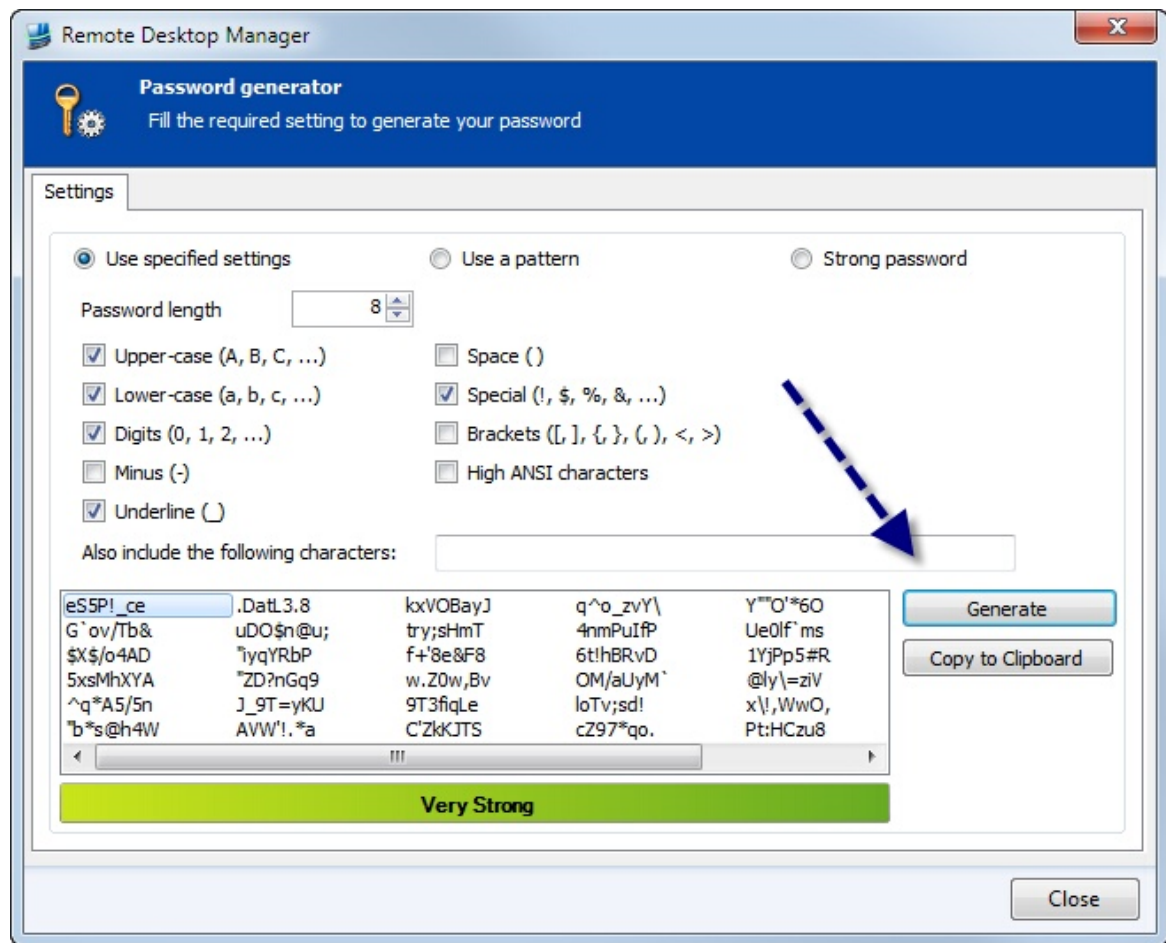 Remote Desktop Manager
Password generator
Fill the required setting to generate your password
Settings
Use specified settings Use a pattern Strong password
Password length 8
Upper-case (A, B, C, ...) Space ( )
Lower-case (a, b, c, ...) Special (!, $, %, &, ...)
Digits (0, 1, 2, ...) Brackets ([, ], {, }, (, ), <, >)
Minus (-) High ANSI characters
Underline (_)
Also include the following characters:
eS5P!_ce .DatL3.8 kxVOBayJ q^o_zvY\ Y""O'*6O Generate
G`ov/Tb& uDO$n@u; try;sHmT 4nmPuIfP Ue0lf`ms
$X$/o4AD "iyqYRbP f+'8e&F8 6t!hBRvD 1YjPp5#R Copy to Clipboard
5xsMhXYA "ZD?nGq9 w.Z0w,Bv OM/aUyM` @ly\=ziV
^q*A5/5n J_9T=yKU 9T3fiqLe loTv;sd! x\!,WwO,
"b*s@h4W AVW'!.*a C'ZkKJTS cZ97*qo. Pt:HCzu8
Very Strong
Close